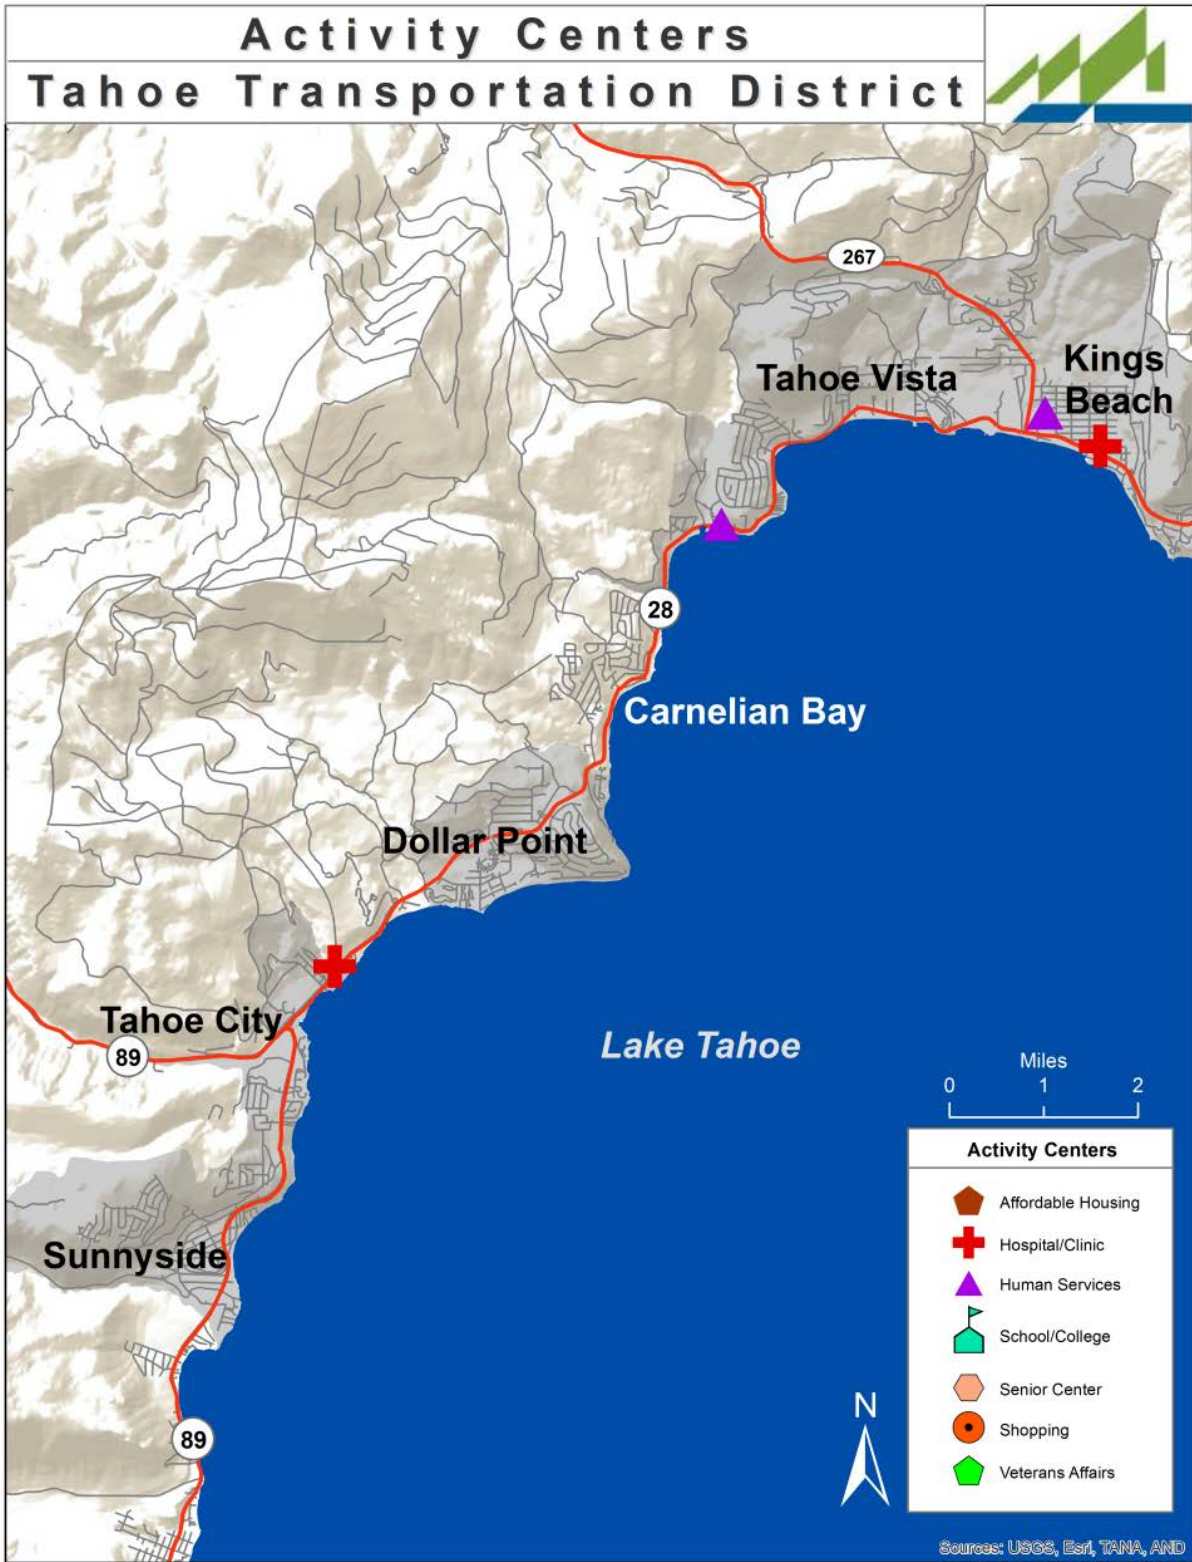 Activity Centers
Tahoe Transportation District
267
Kings
Beach
Tahoe Vista
28
Carnelian Bay
Dollar Point
Tahoe City
89
Lake Tahoe
Miles
0 1 2
Activity Centers
Affordable Housing
Hospital/Clinic
Human Services
School/College
Senior Center
Shopping
Veterans Affairs
Sunnyside
N
89
Sources: USGS, Esri, TANA, AND